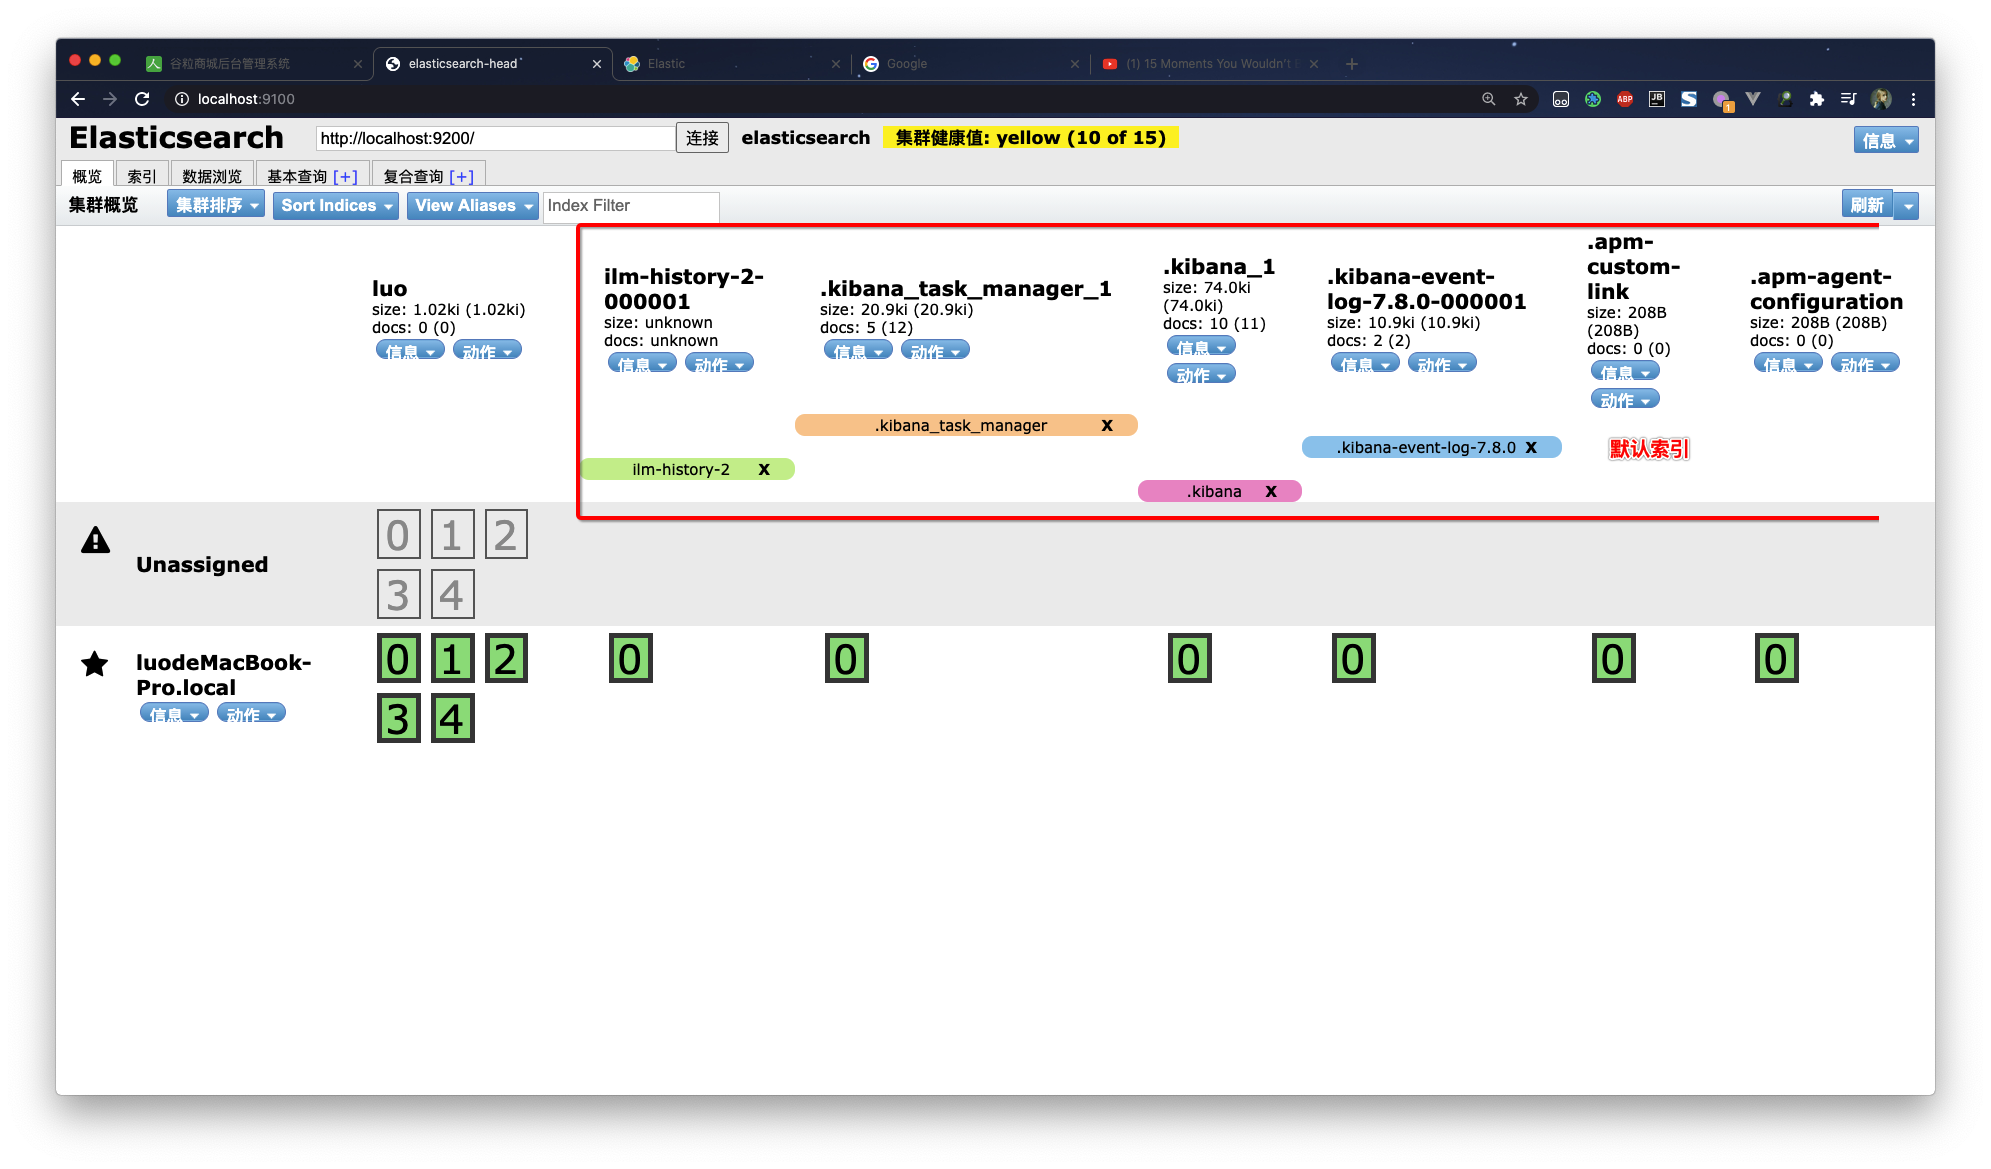 谷粒商城后台管理系统
elasticsearch-head
Elastic
Google
(1) 15 Moments You Wouldn't
localhost:9100
Elasticsearch
http://localhost:9200/
连接
elasticsearch
集群健康值: yellow (10 of 15)
信息
概览
索引
数据浏览
基本查询 [+]
复合查询 [+]
集群概览
集群排序
Sort Indices
View Aliases
Index Filter
刷新
luo
size: 1.02ki (1.02ki)
docs: 0 (0)
信息 动作
ilm-history-2-
000001
size: unknown
docs: unknown
信息 动作
.kibana_task_manager_1
size: 20.9ki (20.9ki)
docs: 5 (12)
信息 动作
.kibana_1
size: 74.0ki
(74.0ki)
docs: 10 (11)
信息
动作
.kibana-event-
log-7.8.0-000001
size: 10.9ki (10.9ki)
docs: 2 (2)
信息 动作
.apm-
custom-
link
size: 208B
(208B)
docs: 0 (0)
信息
动作
.apm-agent-
configuration
size: 208B (208B)
docs: 0 (0)
信息 动作
.kibana_task_manager X
.kibana-event-log-7.8.0 X
默认索引
ilm-history-2 X
.kibana X
Unassigned
0 1 2
3 4
luodeMacBook-
Pro.local
信息 动作
0 1 2
3 4
0
0
0
0
0
0